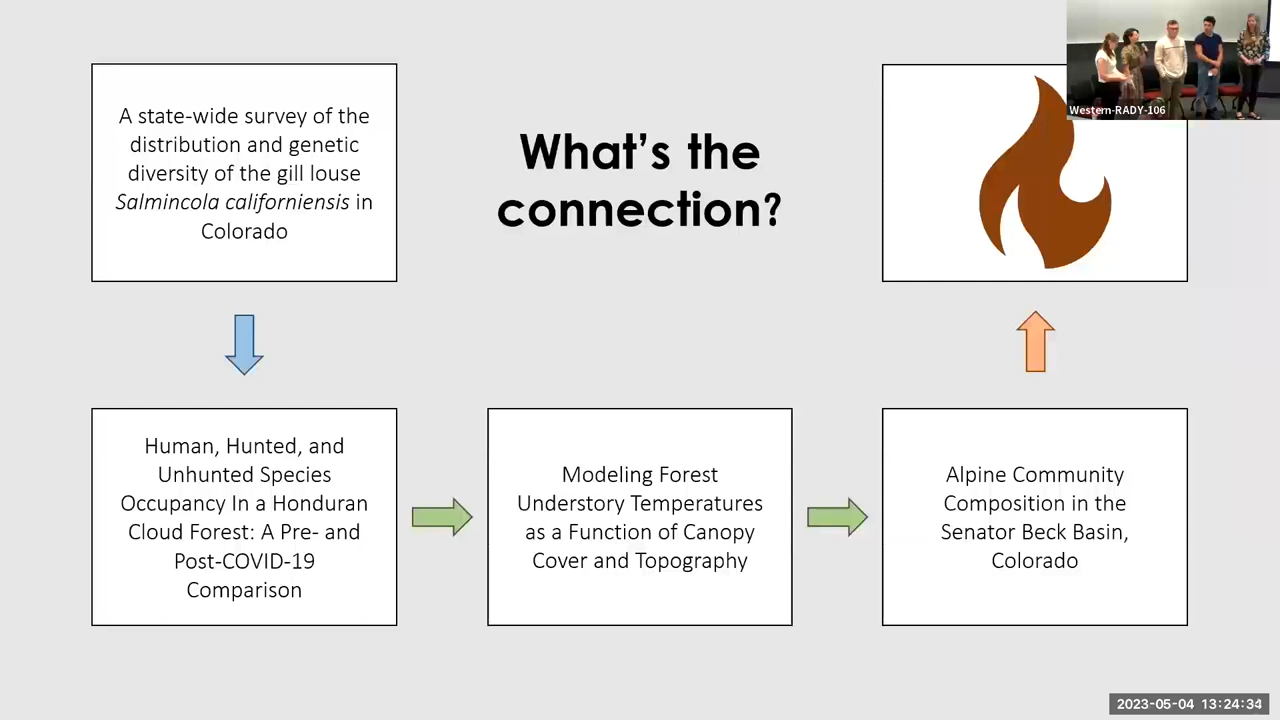 A state-wide survey of the
distribution and genetic
diversity of the gill louse
Salmincola californiensis in
Colorado
What's the
connection?
Western-RADY-106
Human, Hunted, and
Unhunted Species
Occupancy In a Honduran
Cloud Forest: A Pre- and
Post-COVID-19
Comparison
Modeling Forest
Understory Temperatures
as a Function of Canopy
Cover and Topography
Alpine Community
Composition in the
Senator Beck Basin,
Colorado
2023-05-04 13:24:34